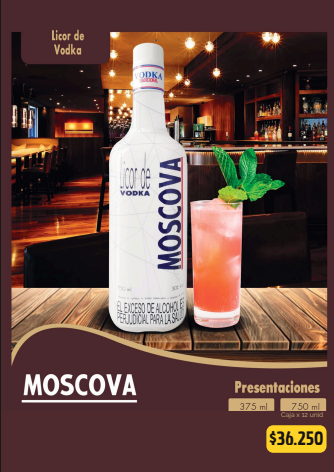 Licor de
Vodka
VODKA
Licor de
VODKA
MOSCOVA
EL EXCESO DE ALCOHOL ES
PERJUDICIAL PARA LA SALUD
MOSCOVA
Presentaciones
375 ml
750 ml
Caja x 12 unid
$36.250